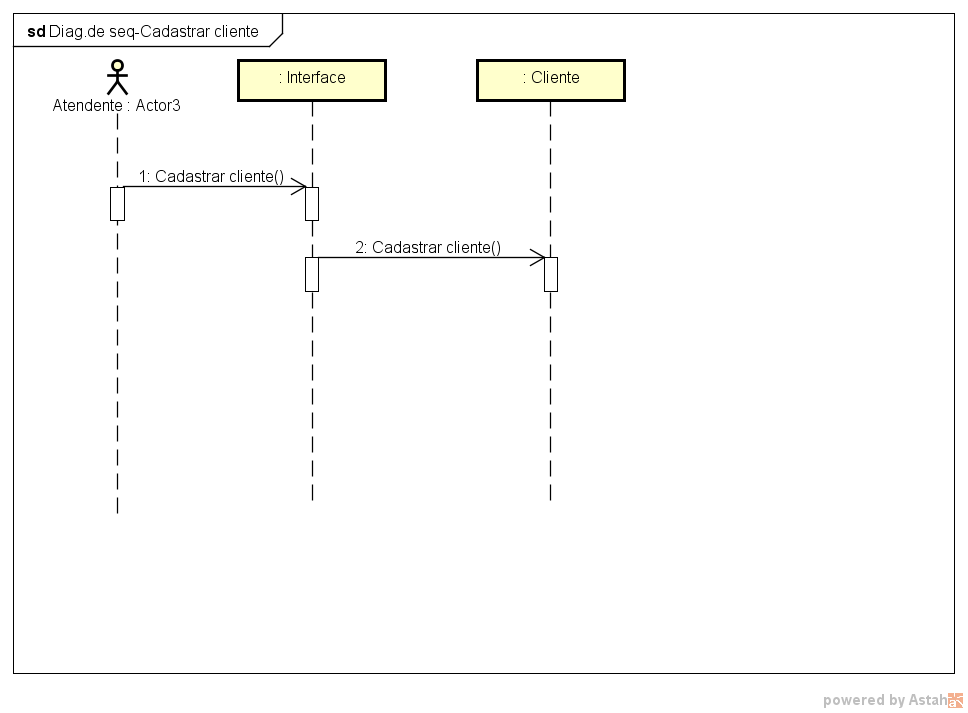 sd Diag.de seq-Cadastrar cliente
Atendente : Actor3
: Interface
: Cliente
1: Cadastrar cliente()
2: Cadastrar cliente()
powered by Astah